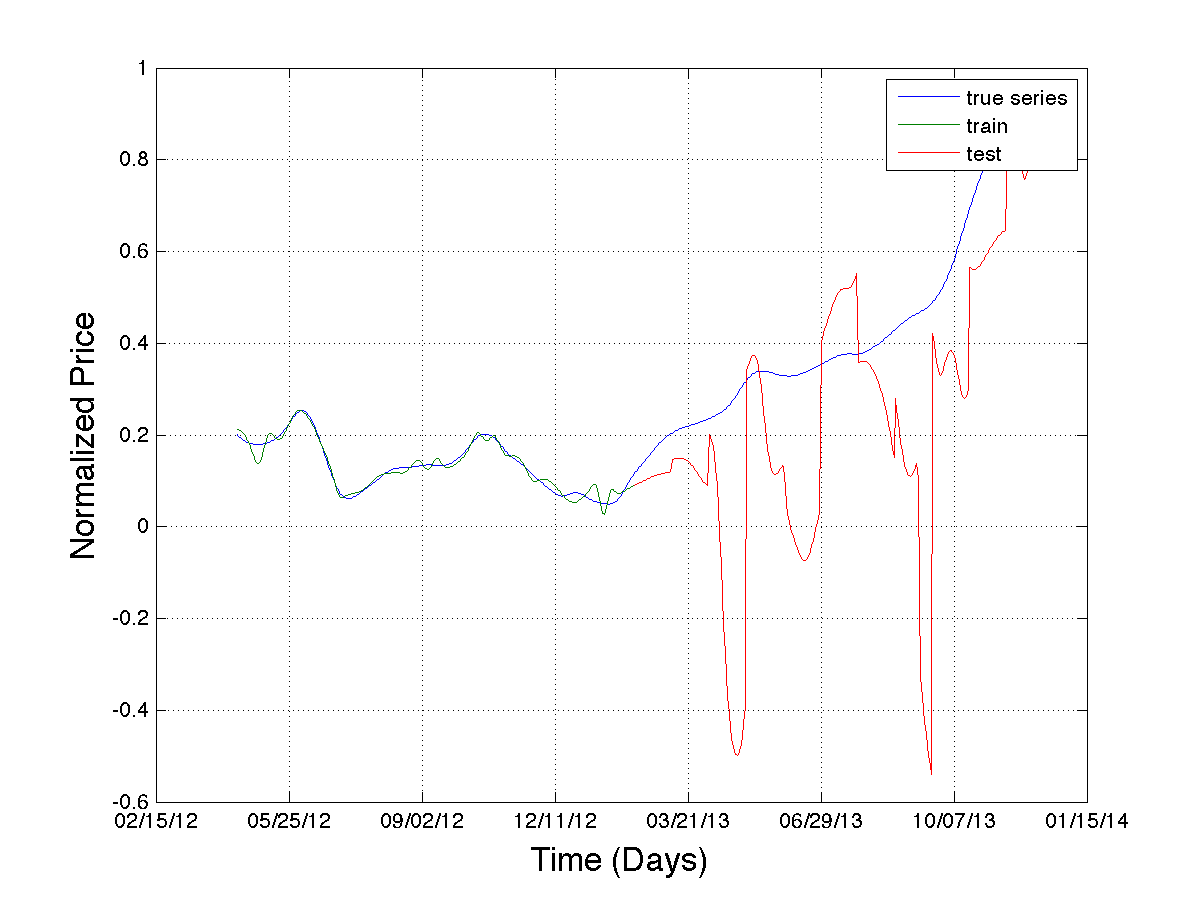 1
0.8
0.6
0.4
0.2
0
-0.2
-0.4
-0.6
Normalized Price
true series
train
test
02/15/12 05/25/12 09/02/12 12/11/12 03/21/13 06/29/13 10/07/13 01/15/14
Time (Days)